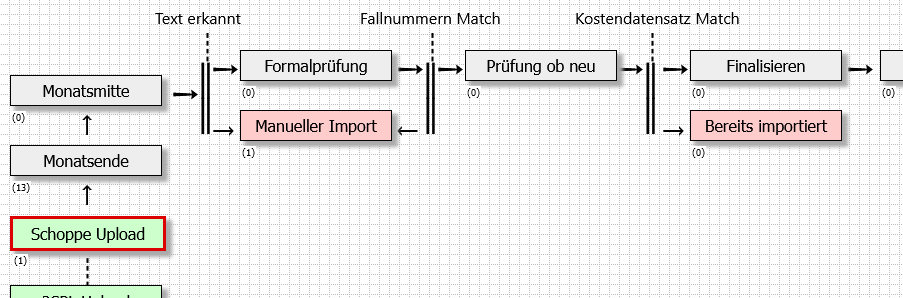 Text erkannt
Fallnummern Match
Kostendatensatz Match
Formalprüfung
Prüfung ob neu
Finalisieren
(0)
(0)
(0)
(0)
Monatsmitte
(0)
Manueller Import
Bereits importiert
(1)
(0)
Monatsende
(13)
Schoppe Upload
(1)